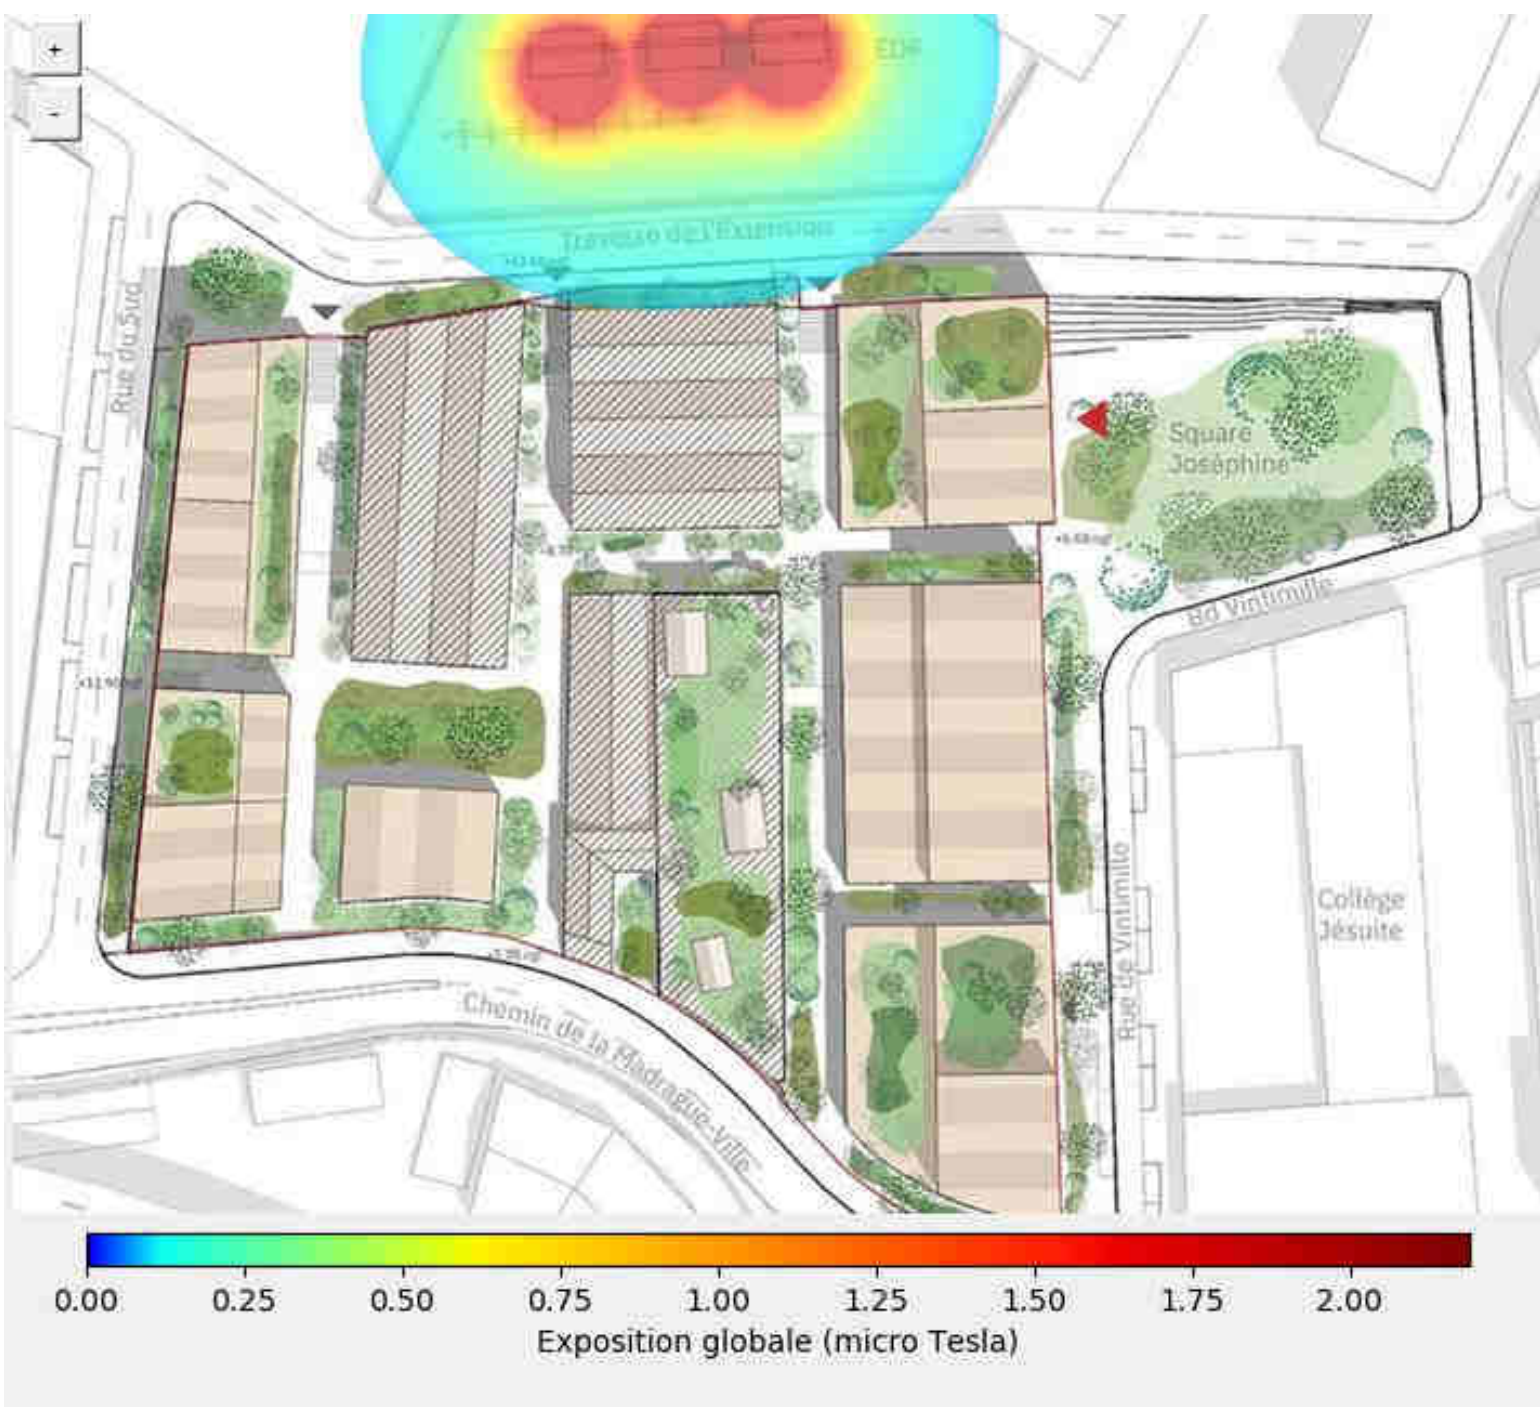 +
-
EDF
Traverse de l'Extension
Rue du Sud
Square
Joséphine
Bd Vintimille
Rue de Vintimille
Collège
Jésuite
Chemin de la Madrague-Ville
0.00 0.25 0.50 0.75 1.00 1.25 1.50 1.75 2.00
Exposition globale (micro Tesla)